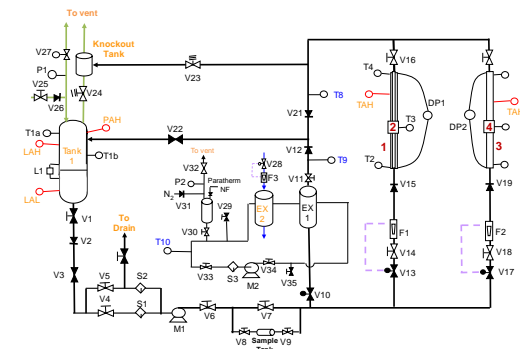 To vent
V27
Knockout
Tank
P1
V25
V26
V24
V23
PAH
T1a
LAH
Tank
1
T1b
L1
LAL
V22
V21
V12
T8
T9
V16
T4
TAH
DP1
T3
2
1
T2
V15
F1
V14
V13
V20
DP2
TAH
4
3
V19
F2
V18
V17
To vent
V32
P2
Paratherm
NF
N2
V31
V29
V30
V28
F3
V11
EX
2
EX
1
T10
V33
S3
M2
V34
V35
V10
V1
To
Drain
V2
V3
V5
S2
V4
S1
M1
V6
V7
V8
V9
Sample
Tank